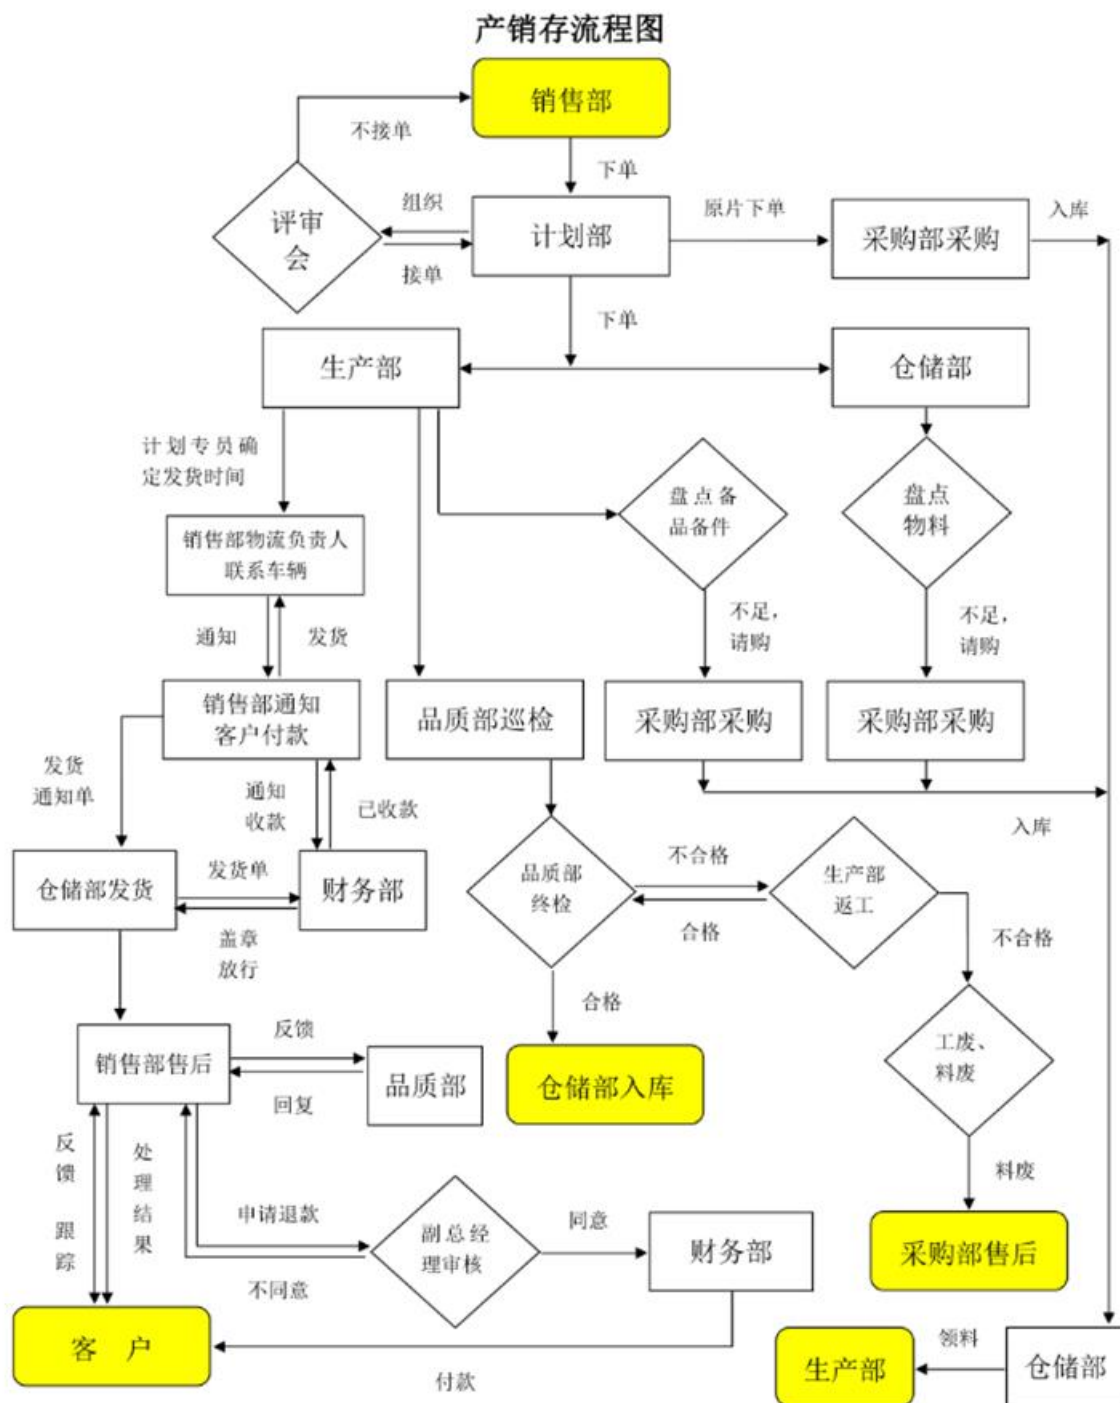 产销存流程图
销售部
不接单
下单
评审
会
组织
接单
计划部
原片下单
采购部采购
入库
下单
生产部
仓储部
计划专员确
定发货时间
盘点备
品备件
盘点
物料
销售部物流负责人
联系车辆
不足，
请购
不足，
请购
通知
发货
销售部通知
客户付款
品质部巡检
采购部采购
采购部采购
发货
通知单
通知
收款
已收款
入库
仓储部发货
发货单
财务部
盖章
放行
品质部
终检
不合格
合格
生产部
返工
不合格
合格
工废、
料废
销售部售后
反馈
回复
品质部
仓储部入库
料废
反
馈
跟
踪
处
理
结
果
申请退款
不同意
副总经
理审核
同意
财务部
采购部售后
客 户
付款
生产部
领料
仓储部